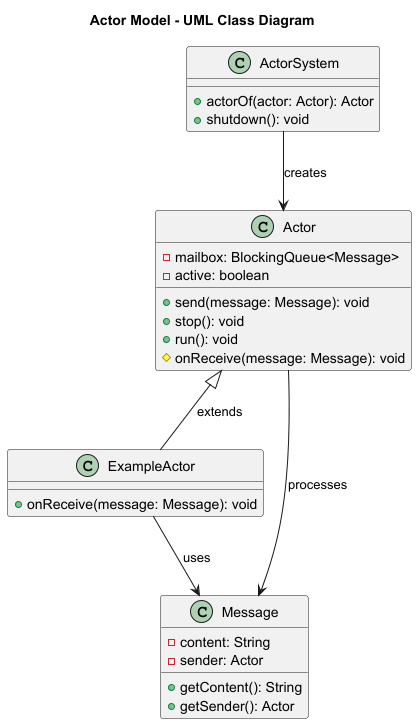 Actor Model - UML Class Diagram
C ActorSystem
actorOf(actor: Actor): Actor
shutdown(): void
creates
C Actor
mailbox: BlockingQueue<Message>
active: boolean
send(message: Message): void
stop(): void
run(): void
onReceive(message: Message): void
extends
C ExampleActor
onReceive(message: Message): void
processes
uses
C Message
content: String
sender: Actor
getContent(): String
getSender(): Actor